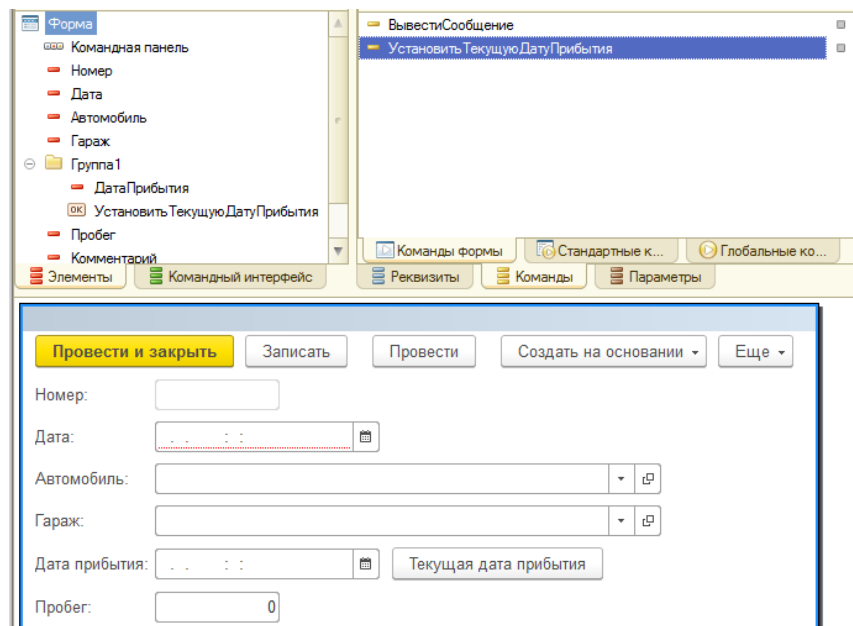 Форма
Командная панель
Номер
Дата
Автомобиль
Гараж
Группа1
ДатаПрибытия
OK УстановитьТекущуюДатуПрибытия
Пробег
Комментарий
Элементы Командный интерфейс
ВывестиСообщение
УстановитьТекущуюДатуПрибытия
Команды формы Стандартные к... Глобальные ко...
Реквизиты Команды Параметры
Провести и закрыть Записать Провести Создать на основании Еще
Номер:
Дата: . . : :
Автомобиль:
Гараж:
Дата прибытия: . . : : Текущая дата прибытия
Пробег: 0